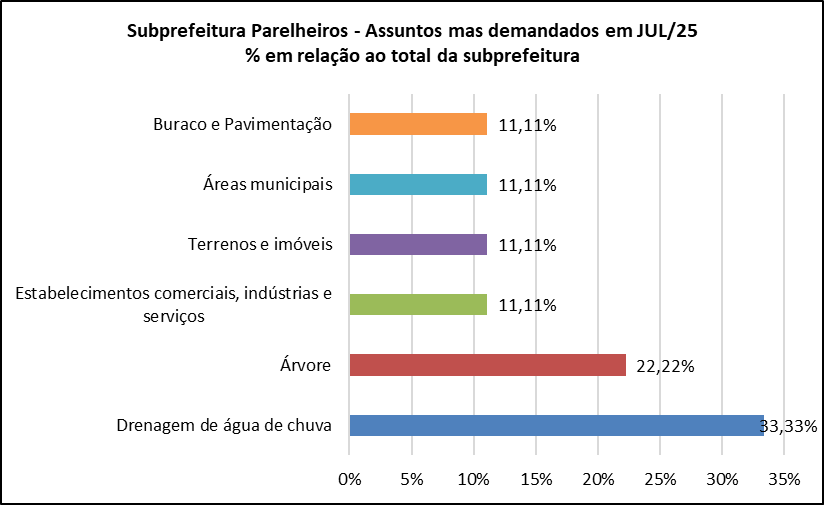 Subprefeitura Parelheiros - Assuntos mas demandados em JUL/25
% em relação ao total da subprefeitura
Buraco e Pavimentação
11,11%
Áreas municipais
11,11%
Terrenos e imóveis
11,11%
Estabelecimentos comerciais, indústrias e
serviços
11,11%
Árvore
22,22%
Drenagem de água de chuva
33,33%
0%
5%
10%
15%
20%
25%
30%
35%